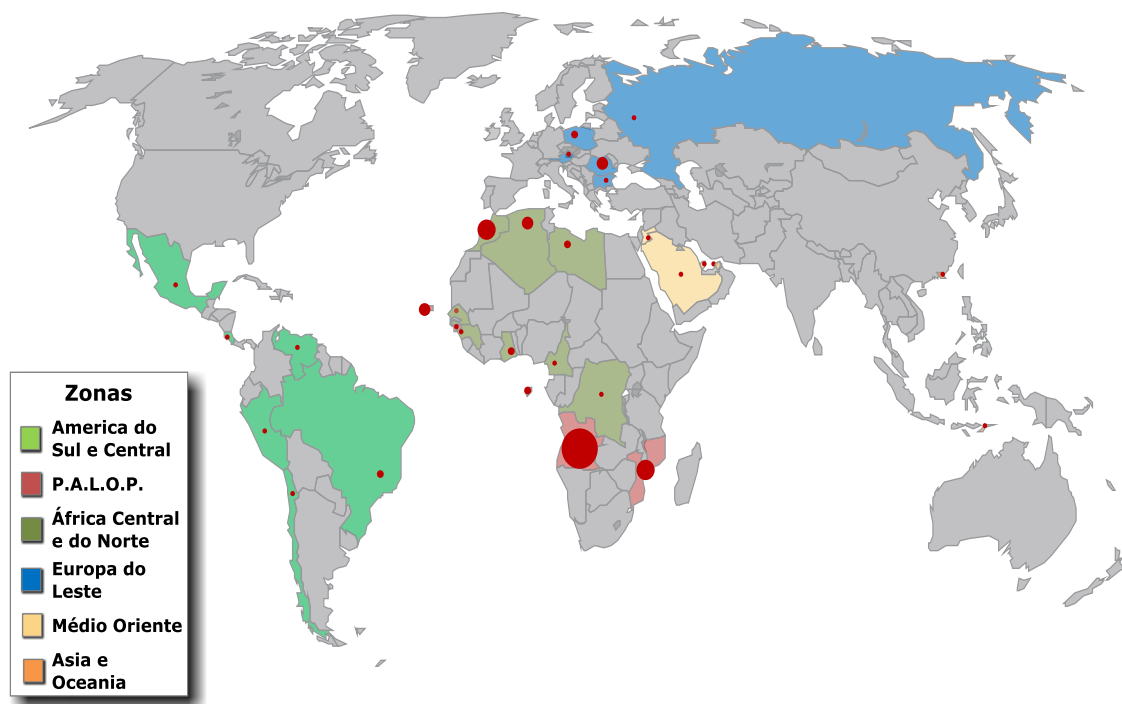 Zonas
America do
Sul e Central
P.A.L.O.P.
África Central
e do Norte
Europa do
Leste
Médio Oriente
Asia e
Oceania